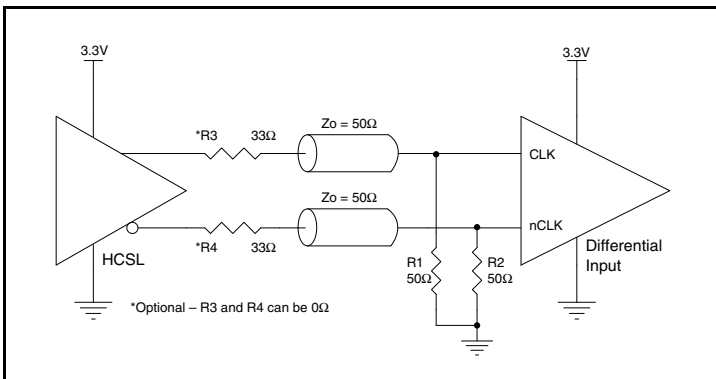 3.3V
3.3V
*R3 33Ω
Zo = 50Ω
CLK
Zo = 50Ω
nCLK
*R4 33Ω
HCSL
R1
50Ω
R2
50Ω
Differential
Input
*Optional – R3 and R4 can be 0Ω